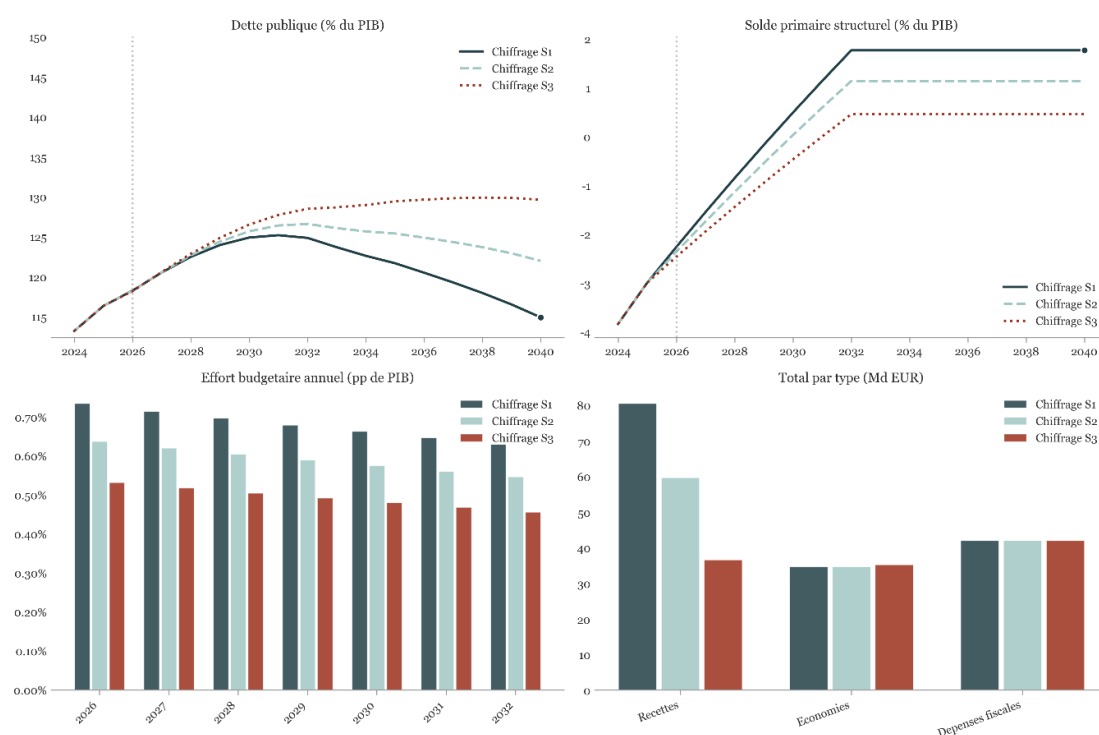 Dette publique (% du PIB)
150
145
140
135
130
125
120
115
2024 2026 2028 2030 2032 2034 2036 2038 2040
Chiffrage S1
Chiffrage S2
Chiffrage S3
Solde primaire structurel (% du PIB)
2
1
0
-1
-2
-3
-4
2024 2026 2028 2030 2032 2034 2036 2038 2040
Chiffrage S1
Chiffrage S2
Chiffrage S3
Effort budgetaire annuel (pp de PIB)
0.70%
0.60%
0.50%
0.40%
0.30%
0.20%
0.10%
0.00%
2026 2027 2028 2029 2030 2031 2032
Chiffrage S1
Chiffrage S2
Chiffrage S3
Total par type (Md EUR)
80
70
60
50
40
30
20
10
0
Recettes Economies Depenses fiscales
Chiffrage S1
Chiffrage S2
Chiffrage S3